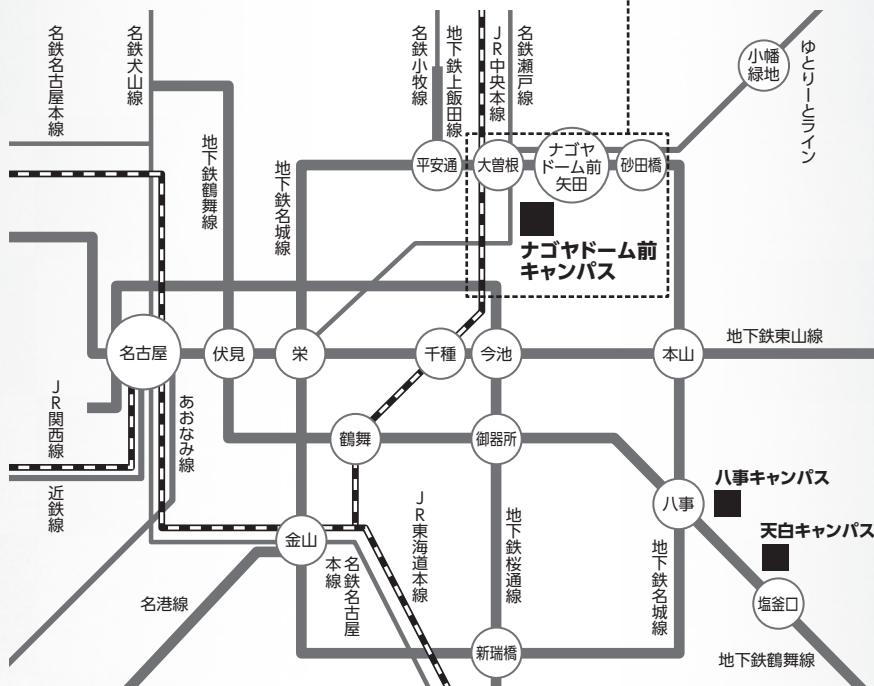 名鉄名古屋本線
名鉄犬山線
地下鉄鶴舞線
地下鉄名城線
名鉄小牧線
地下鉄上飯田線
JR中央本線
名鉄瀬戸線
小幡
緑地
ゆとりーとライン
平安通
大曽根
ナゴヤ
ドーム前
矢田
砂田橋
ナゴヤドーム前
キャンパス
名古屋
伏見
栄
千種
今池
本山
地下鉄東山線
JR関西線
近鉄線
あおなみ線
鶴舞
御器所
八事
八事キャンパス
天白キャンパス
塩釜口
地下鉄鶴舞線
金山
名港線
名鉄名古屋
本線
JR東海道本線
地下鉄桜通線
地下鉄名城線
新瑞橋